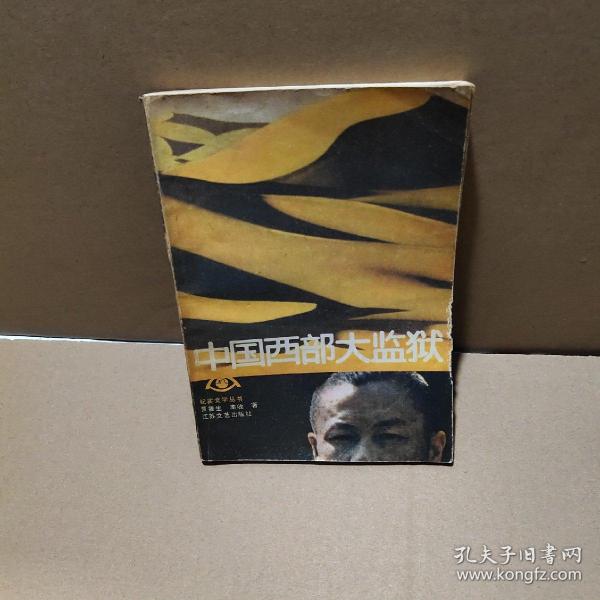 中国西部大监狱
纪实文学丛书
著
江苏文艺出版社
孔夫子旧书网
www.kongfz.com